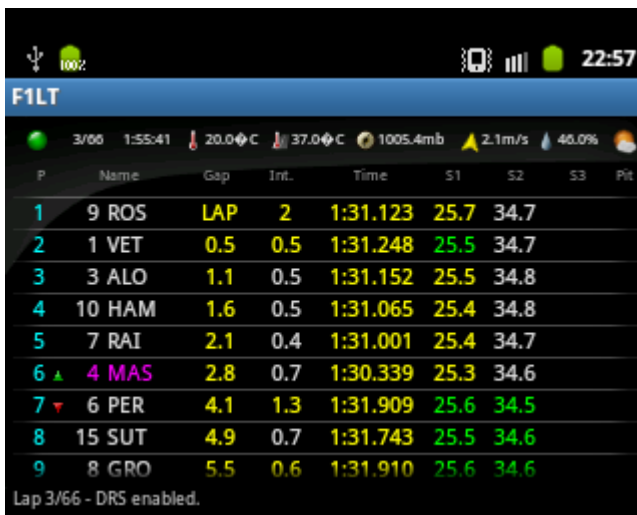 100%
22:57
F1LT
3/66 1:55:41 20.0�C 37.0�C 1005.4mb 2.1m/s 46.0%
P Name Gap Int. Time S1 S2 S3 Pit
1 9 ROS LAP 2 1:31.123 25.7 34.7
2 1 VET 0.5 0.5 1:31.248 25.5 34.7
3 3 ALO 1.1 0.5 1:31.152 25.5 34.8
4 10 HAM 1.6 0.5 1:31.065 25.4 34.8
5 7 RAI 2.1 0.4 1:31.001 25.4 34.7
6 4 MAS 2.8 0.7 1:30.339 25.3 34.6
7 6 PER 4.1 1.3 1:31.909 25.6 34.5
8 15 SUT 4.9 0.7 1:31.743 25.5 34.6
9 8 GRO 5.5 0.6 1:31.910 25.6 34.6
Lap 3/66 - DRS enabled.